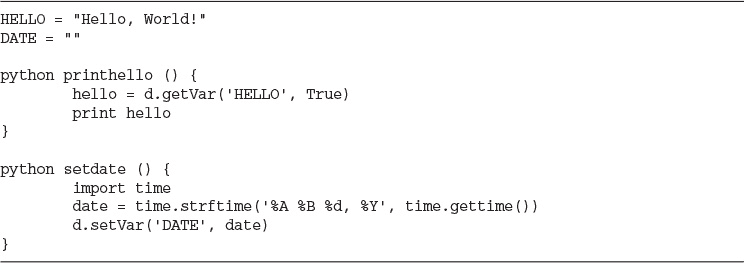 HELLO = "Hello, World!"
DATE = ""
python printhello () {
        hello = d.getVar('HELLO', True)
        print hello
}
python setdate () {
        import time
        date = time.strftime('%A %B %d, %Y', time.gettime())
        d.setVar('DATE', date)
}